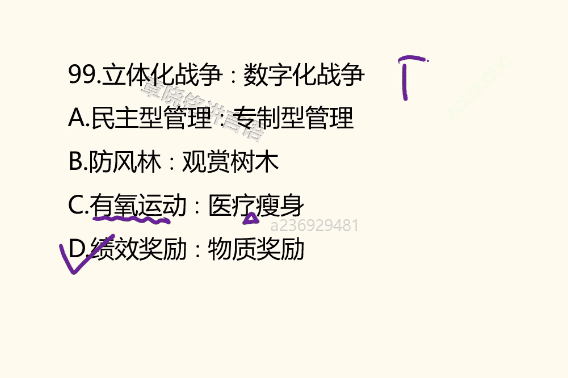 99.立体化战争：数字化战争
A.民主型管理：专制型管理
B.防风林：观赏树木
C.有氧运动：医疗瘦身
a236929481
D.绩效奖励：物质奖励